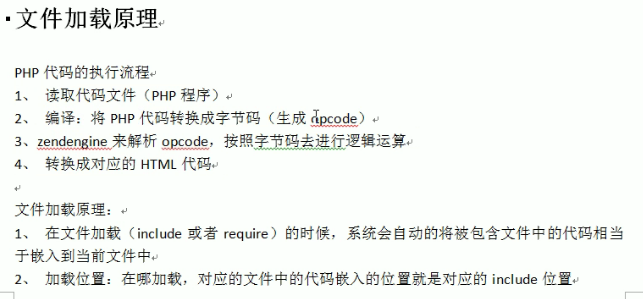 文件加载原理
PHP 代码的执行流程
1、 读取代码文件（PHP 程序）
2、 编译：将 PHP 代码转换成字节码（生成 opcode）
3、zendengine 来解析 opcode，按照字节码去进行逻辑运算
4、 转换成对应的 HTML 代码
文件加载原理：
1、 在文件加载（include 或者 require）的时候，系统会自动的将被包含文件中的代码相当
于嵌入到当前文件中
2、 加载位置：在哪加载，对应的文件中的代码嵌入的位置就是对应的 include 位置